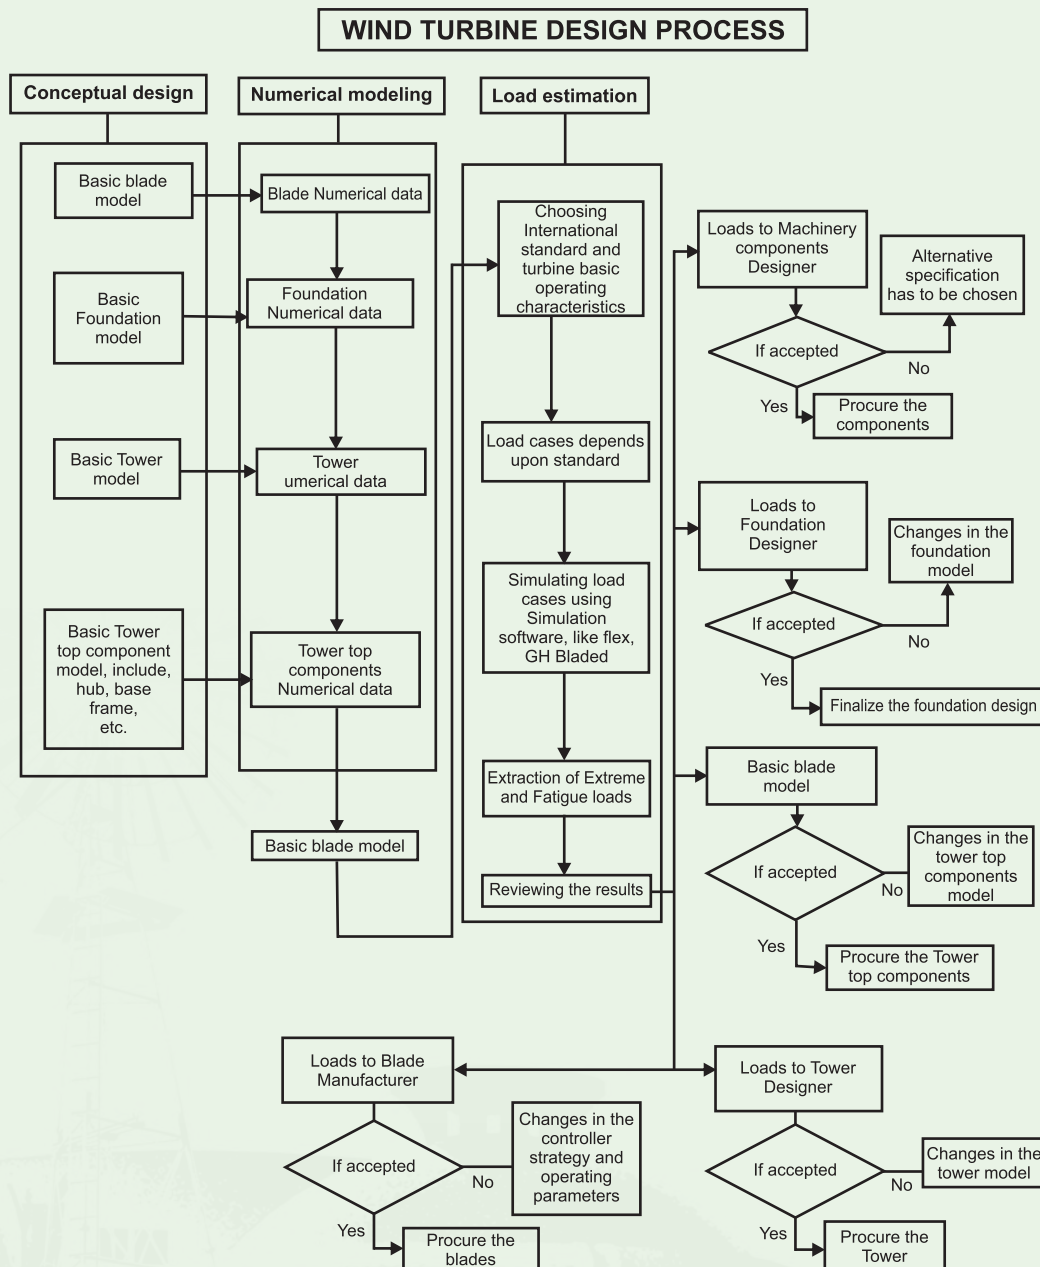 WIND TURBINE DESIGN PROCESS
Conceptual design
Numerical modeling
Load estimation
Basic blade
model
Basic
Foundation
model
Basic Tower
model
Basic Tower
top component
model, include,
hub, base
frame,
etc.
Blade Numerical data
Foundation
Numerical data
Tower
umerical data
Tower top
components
Numerical data
Basic blade model
Choosing
International
standard and
turbine basic
operating
characteristics
Load cases depends
upon standard
Simulating load
cases using
Simulation
software, like flex,
GH Bladed
Extraction of Extreme
and Fatigue loads
Reviewing the results
Loads to Machinery
components
Designer
Alternative
specification
has to be chosen
If accepted
No
Yes
Procure the
components
Loads to
Foundation
Designer
Changes in the
foundation
model
If accepted
No
Yes
Finalize the foundation design
Basic blade
model
If accepted
Changes in the
tower top
components
model
No
Yes
Procure the Tower
top components
Loads to Blade
Manufacturer
If accepted
Changes in the
controller
strategy and
operating
parameters
No
Yes
Procure the
blades
Loads to Tower
Designer
If accepted
Changes in the
tower model
No
Yes
Procure the
Tower